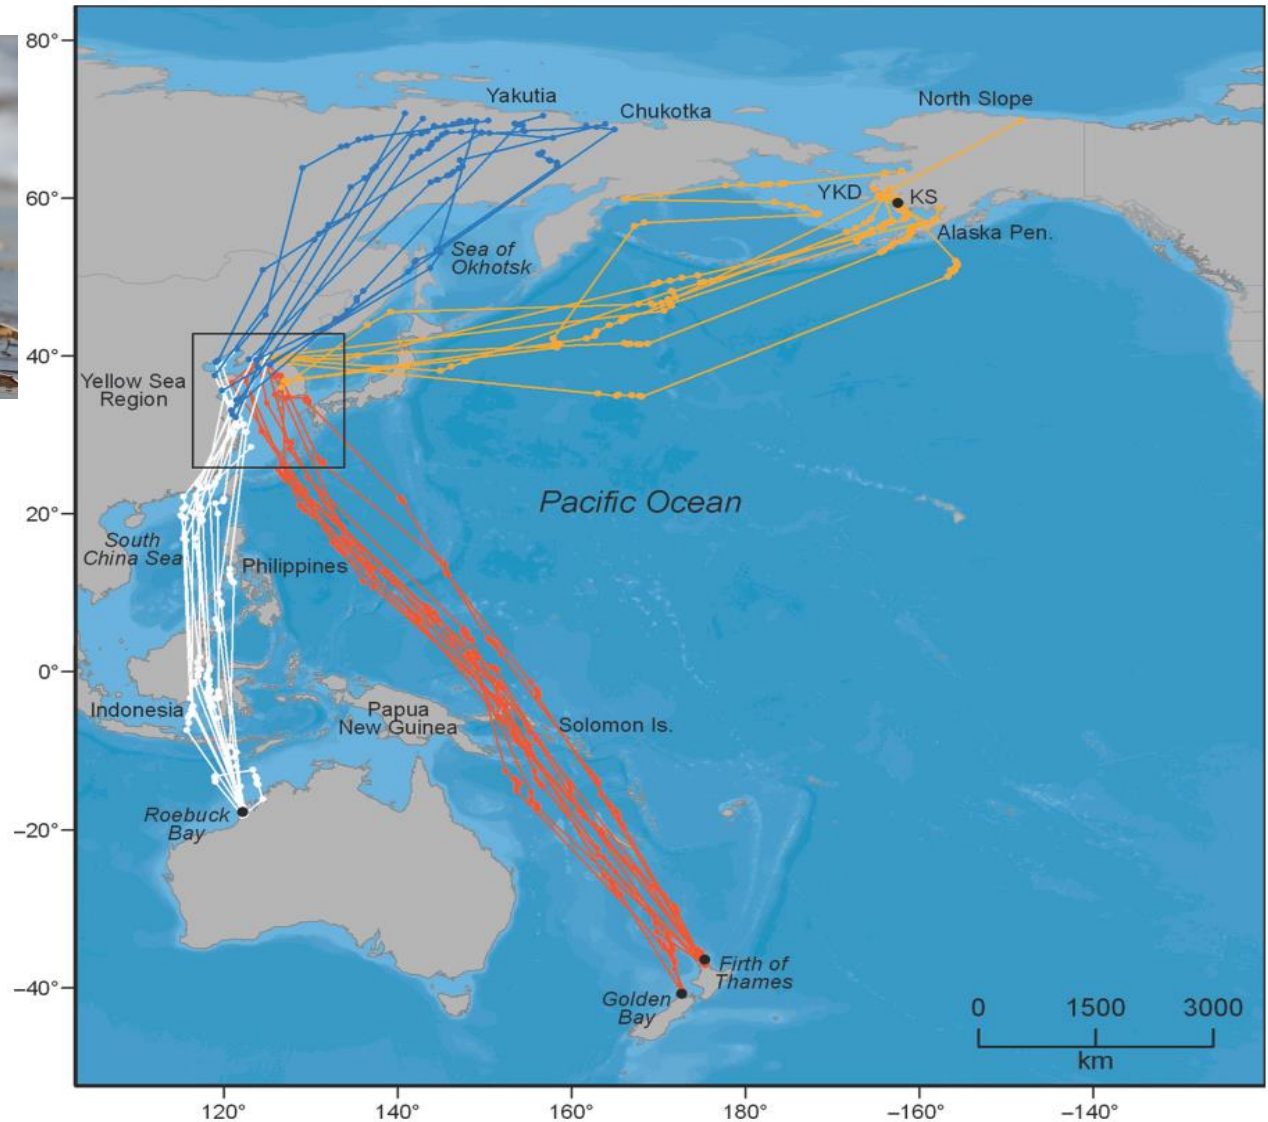 80°
60°
40°
20°
0°
−20°
−40°
120°
140°
160°
180°
−160°
−140°
Yakutia
Chukotka
North Slope
YKD
KS
Alaska Pen.
Sea of
Okhotsk
Yellow Sea
Region
Pacific Ocean
South
China Sea
Philippines
Indonesia
Papua
New Guinea
Solomon Is.
Roebuck
Bay
Firth of
Thames
Golden
Bay
0 1500 3000
km